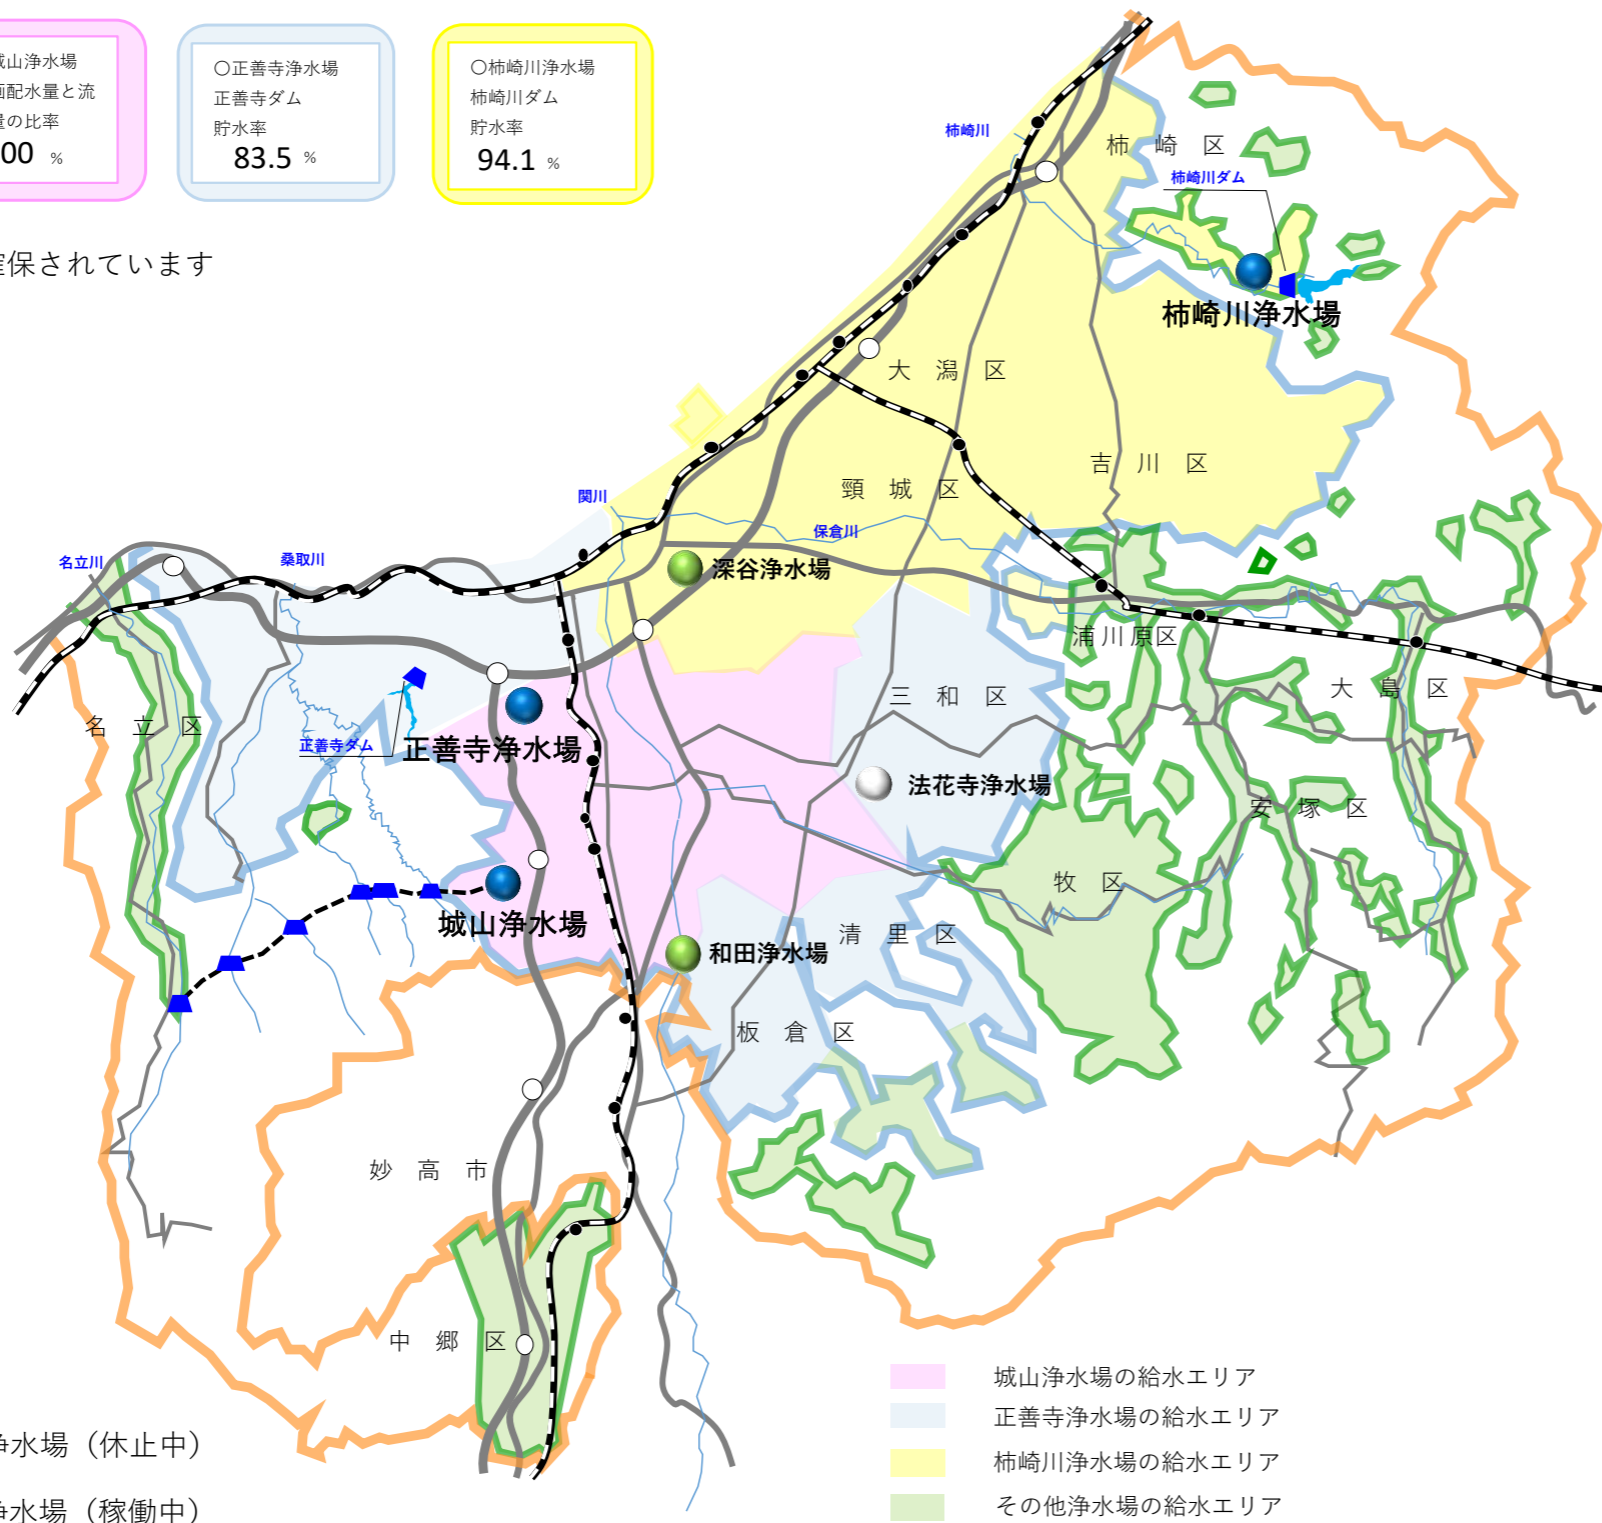 城山浄水場
画配水量と流
量の比率
00 %
〇正善寺浄水場
正善寺ダム
貯水率
83.5 %
〇柿崎川浄水場
柿崎川ダム
貯水率
94.1 %
確保されています
柿崎川
柿 崎 区
柿崎川ダム
柿崎川浄水場
大 潟 区
吉 川 区
頸 城 区
関川
保倉川
名立川
桑取川
深谷浄水場
浦川原区
大 島 区
三 和 区
名 立 区
正善寺ダム
正善寺浄水場
法花寺浄水場
安 塚 区
牧 区
城山浄水場
清 里 区
和田浄水場
板 倉 区
妙 高 市
中 郷 区
城山浄水場の給水エリア
正善寺浄水場の給水エリア
柿崎川浄水場の給水エリア
その他浄水場の給水エリア
浄水場（休止中）
浄水場（稼働中）